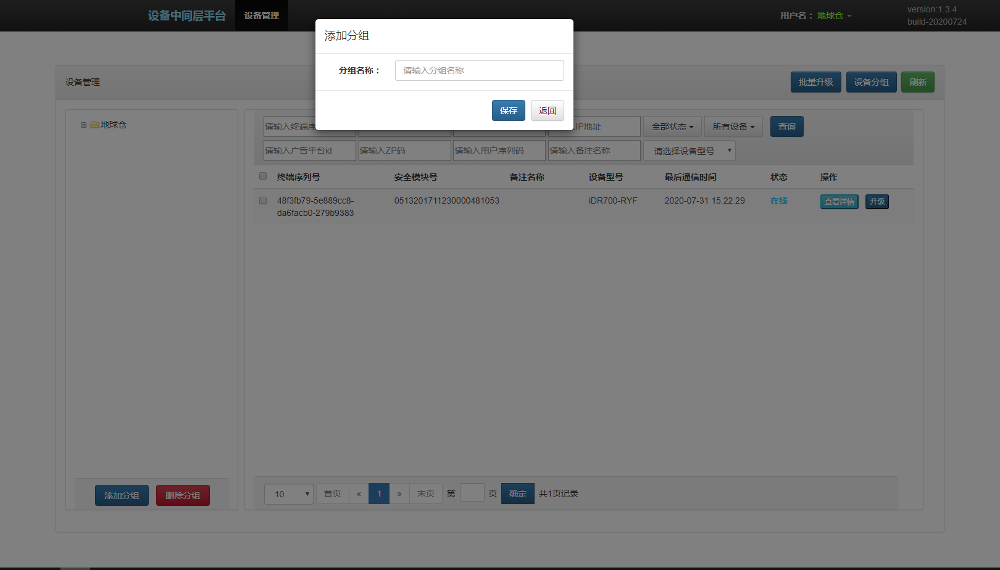 设备中间层平台 设备管理 用户名： 地球仓 version:1.3.4
build-20200724
添加分组
分组名称： 请输入分组名称
保存 返回
设备管理 批量升级 设备分组 刷新
地球仓
请输入终端序 IP地址 全部状态 所有设备 查询
请输入广告平台id 请输入ZP码 请输入用户序列码 请输入备注名称 请选择设备型号
终端序列号 安全模块号 备注名称 设备型号 最后通信时间 状态 操作
48f3fb79-5e889cc8-da6facb0-279b9383 0513201711230000481053 iDR700-RYF 2020-07-31 15:22:29 在线 查看详情 升级
添加分组 删除分组
10 首页 « 1 » 末页 第 页 确定 共1页记录